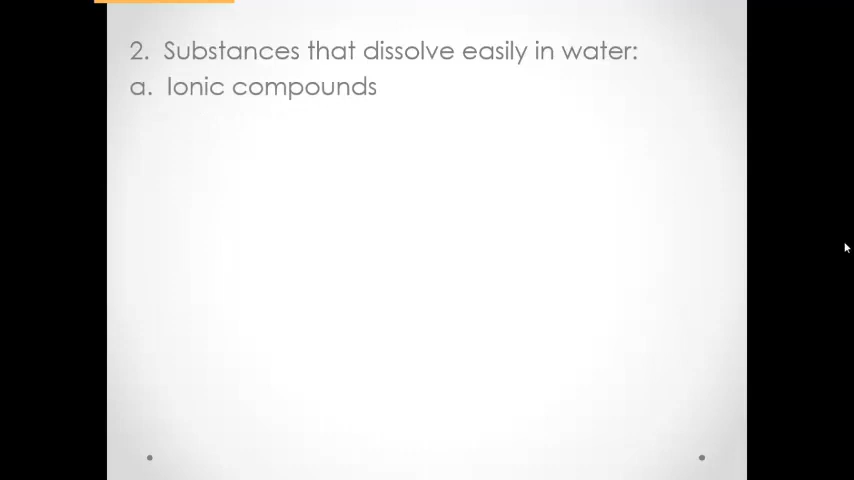 2. Substances that dissolve easily in water:
a. Ionic compounds